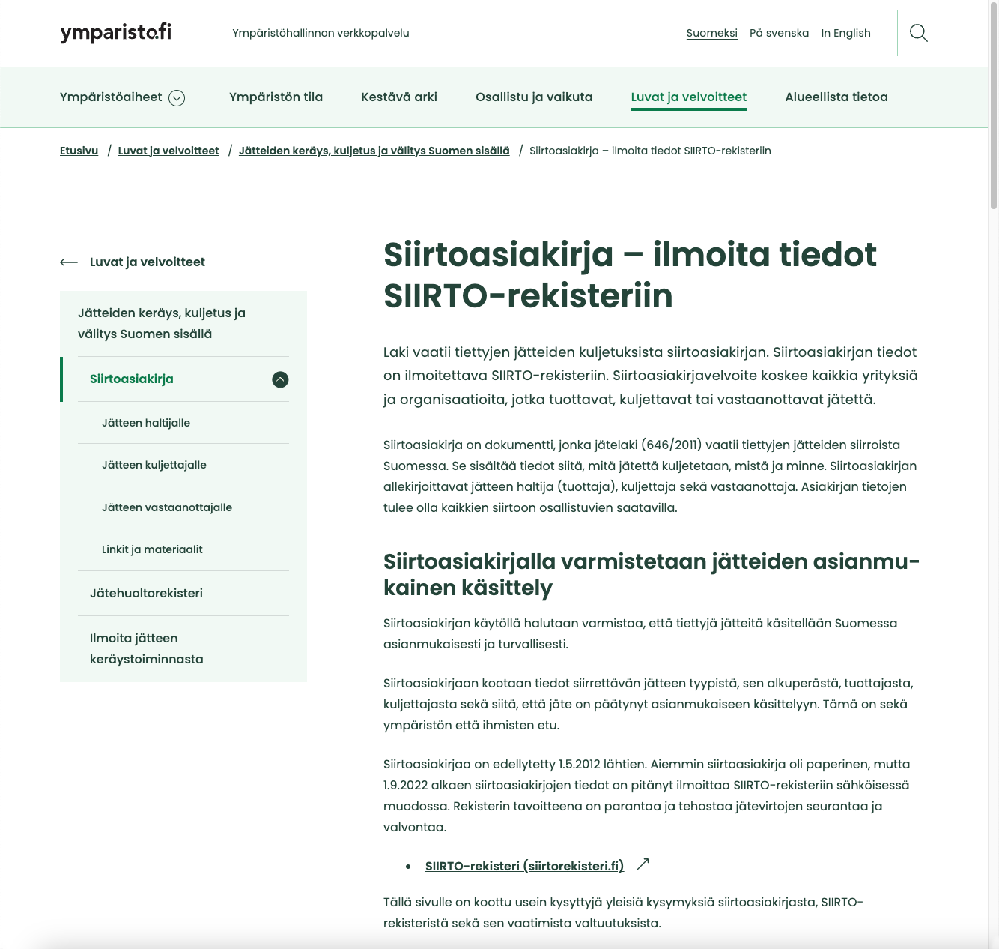 ymparisto.fi
Ympäristöhallinnon verkkopalvelu
Suomeksi På svenska In English
Ympäristöaiheet Ympäristön tila Kestävä arki Osallistu ja vaikuta Luvat ja velvoitteet Alueellista tietoa
Etusivu / Luvat ja velvoitteet / Jätteiden keräys, kuljetus ja välitys Suomen sisällä / Siirtoasiakirja – ilmoita tiedot SIIRTO-rekisteriin
Luvat ja velvoitteet
Jätteiden keräys, kuljetus ja
välitys Suomen sisällä
Siirtoasiakirja
Jätteen haltijalle
Jätteen kuljettajalle
Jätteen vastaanottajalle
Linkit ja materiaalit
Jätehuoltorekisteri
Ilmoita jätteen
keräystoiminnasta
Siirtoasiakirja – ilmoita tiedot
SIIRTO-rekisteriin
Laki vaatii tiettyjen jätteiden kuljetuksista siirtoasiakirjan. Siirtoasiakirjan tiedot
on ilmoitettava SIIRTO-rekisteriin. Siirtoasiakirjavelvoite koskee kaikkia yrityksiä
ja organisaatioita, jotka tuottavat, kuljettavat tai vastaanottavat jätettä.
Siirtoasiakirja on dokumentti, jonka jätelaki (646/2011) vaatii tiettyjen jätteiden siirroista
Suomessa. Se sisältää tiedot siitä, mitä jätettä kuljetetaan, mistä ja minne. Siirtoasiakirjan
allekirjoittavat jätteen haltija (tuottaja), kuljettaja sekä vastaanottaja. Asiakirjan tietojen
tulee olla kaikkien siirtoon osallistuvien saatavilla.
Siirtoasiakirjalla varmistetaan jätteiden asianmu-
kainen käsittely
Siirtoasiakirjan käytöllä halutaan varmistaa, että tiettyjä jätteitä käsitellään Suomessa
asianmukaisesti ja turvallisesti.
Siirtoasiakirjaan kootaan tiedot siirrettävän jätteen tyypistä, sen alkuperästä, tuottajasta,
kuljettajasta sekä siitä, että jäte on päätynyt asianmukaiseen käsittelyyn. Tämä on sekä
ympäristön että ihmisten etu.
Siirtoasiakirjaa on edellytetty 1.5.2012 lähtien. Aiemmin siirtoasiakirja oli paperinen, mutta
1.9.2022 alkaen siirtoasiakirjojen tiedot on pitänyt ilmoittaa SIIRTO-rekisteriin sähköisessä
muodossa. Rekisterin tavoitteena on parantaa ja tehostaa jätevirtojen seurantaa ja
valvontaa.
• SIIRTO-rekisteri (siirtorekisteri.fi)
Tällä sivulle on koottu usein kysyttyjä yleisiä kysymyksiä siirtoasiakirjasta, SIIRTO-
rekisteristä sekä sen vaatimista valtuutuksista.